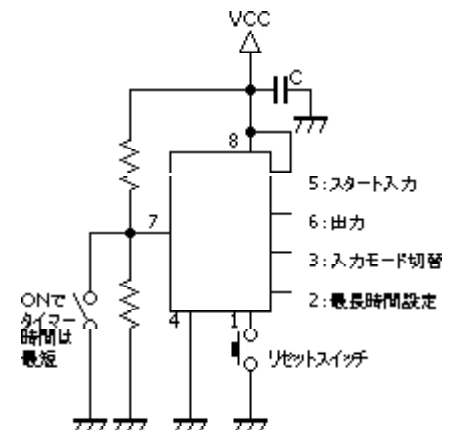 VCC
C
8
5:スタート入力
7
6:出力
3:入力モード切替
ONで
タイマー
時間は
最短
2:最長時間設定
4
1
リセットスイッチ